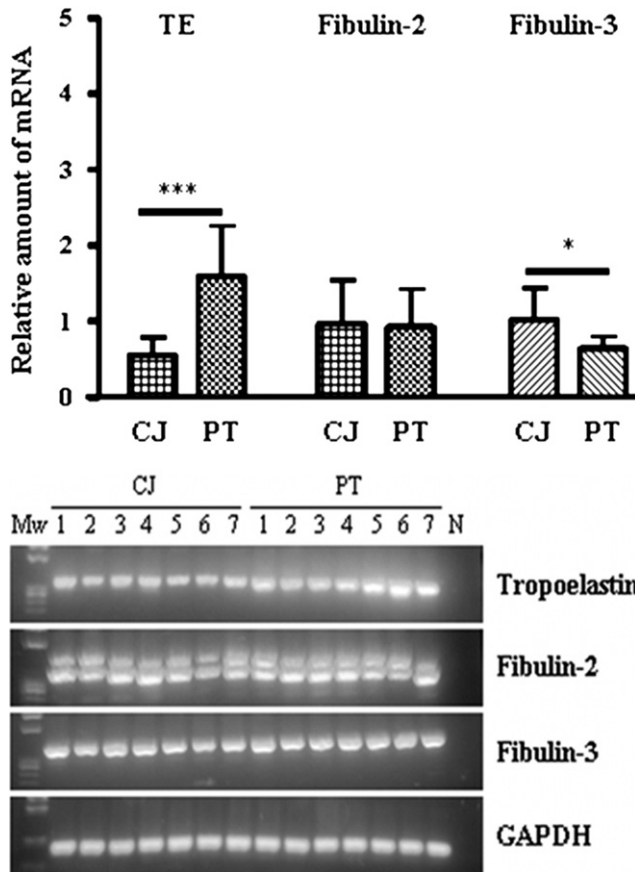 TE Fibulin-2 Fibulin-3
Relative amount of mRNA
5
4
3
2
1
0
***
*
CJ PT CJ PT CJ PT
CJ PT
Mw 1 2 3 4 5 6 7 1 2 3 4 5 6 7 N
Tropoelastin
Fibulin-2
Fibulin-3
GAPDH